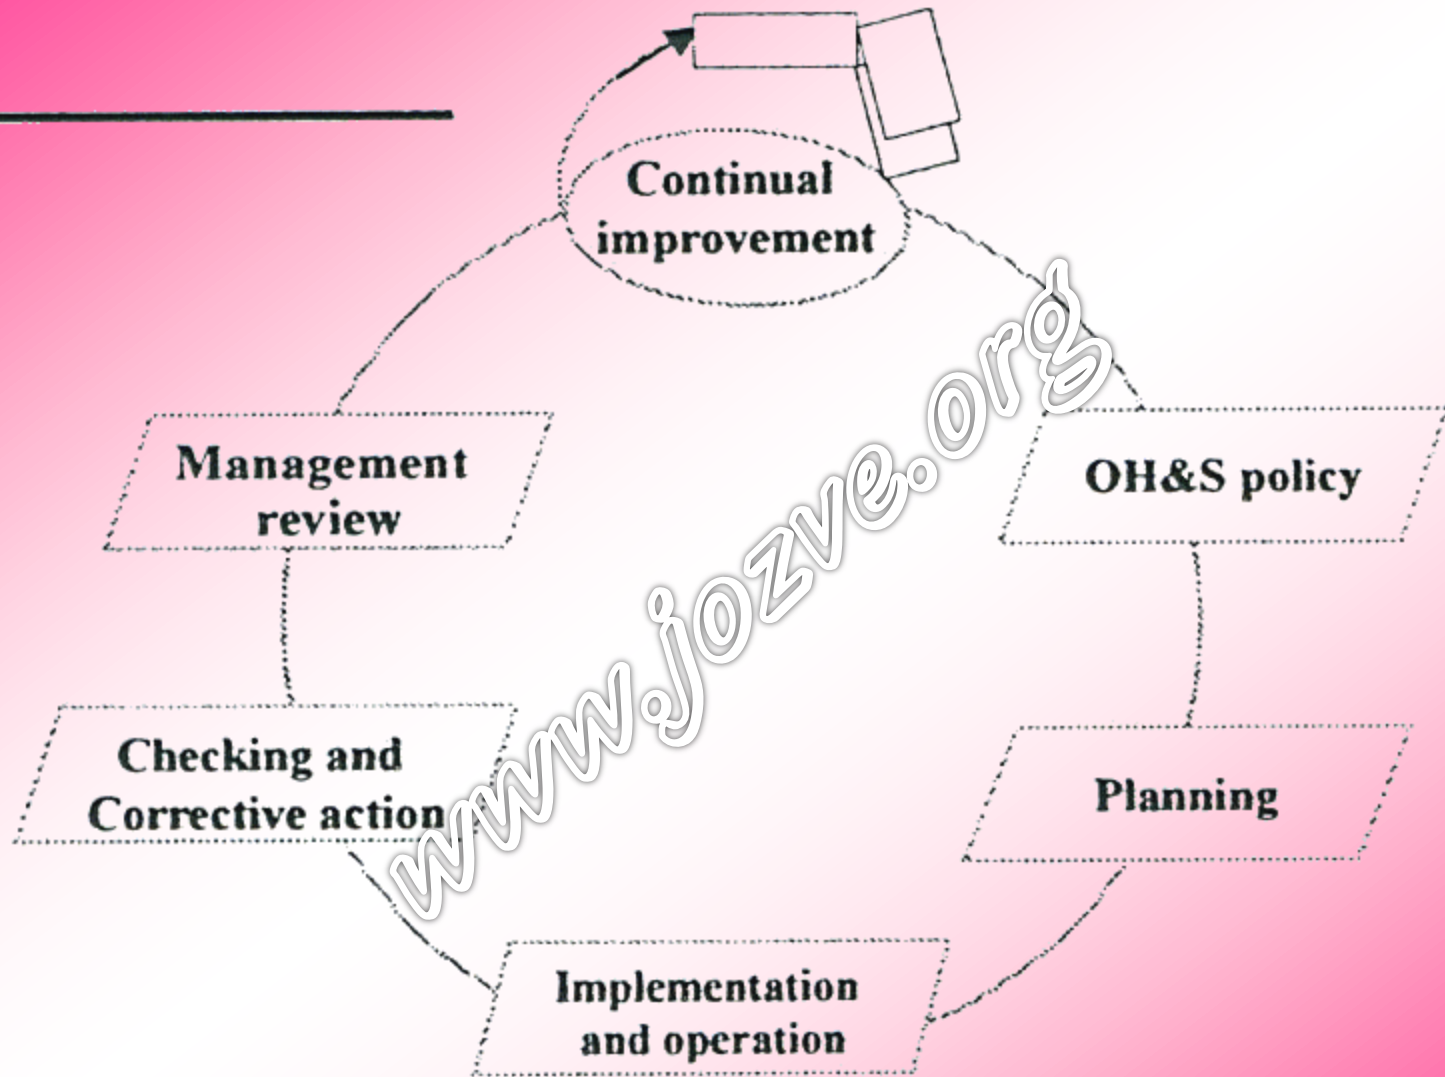 Continual
improvement
Management
review
OH&S policy
Checking and
Corrective action
Planning
Implementation
and operation
www.jozve.org